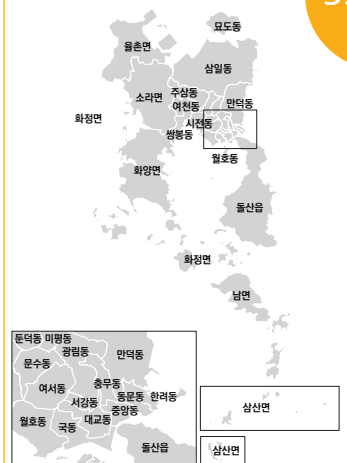 묘도동
율촌면
삼일동
소라면
주삼동
여천동
만덕동
화정면
시전동
쌍봉동
월호동
화양면
돌산읍
화정면
남면
둔덕동 미평동
광림동
만덕동
문수동
여서동
충무동
서강동
동문동
한려동
중앙동
월호동
국동
대교동
돌산읍
삼산면
삼산면